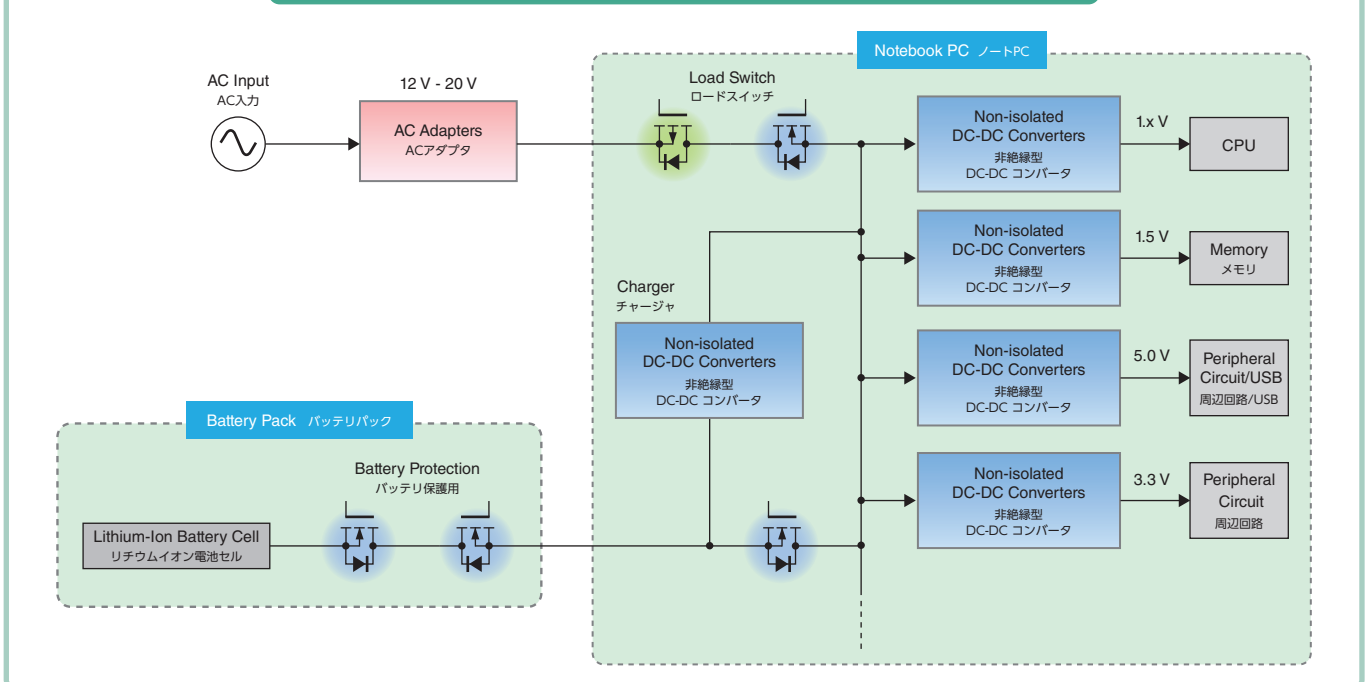 Notebook PC ノートPC
AC Input
AC入力
12 V - 20 V
AC Adapters
ACアダプタ
Load Switch
ロードスイッチ
Non-isolated
DC-DC Converters
非絶縁型
DC-DC コンバータ
1.x V
CPU
Non-isolated
DC-DC Converters
非絶縁型
DC-DC コンバータ
1.5 V
Memory
メモリ
Charger
チャージャ
Non-isolated
DC-DC Converters
非絶縁型
DC-DC コンバータ
Non-isolated
DC-DC Converters
非絶縁型
DC-DC コンバータ
5.0 V
Peripheral
Circuit/USB
周辺回路/USB
Battery Pack バッテリパック
Battery Protection
バッテリ保護用
Lithium-Ion Battery Cell
リチウムイオン電池セル
Non-isolated
DC-DC Converters
非絶縁型
DC-DC コンバータ
3.3 V
Peripheral
Circuit
周辺回路